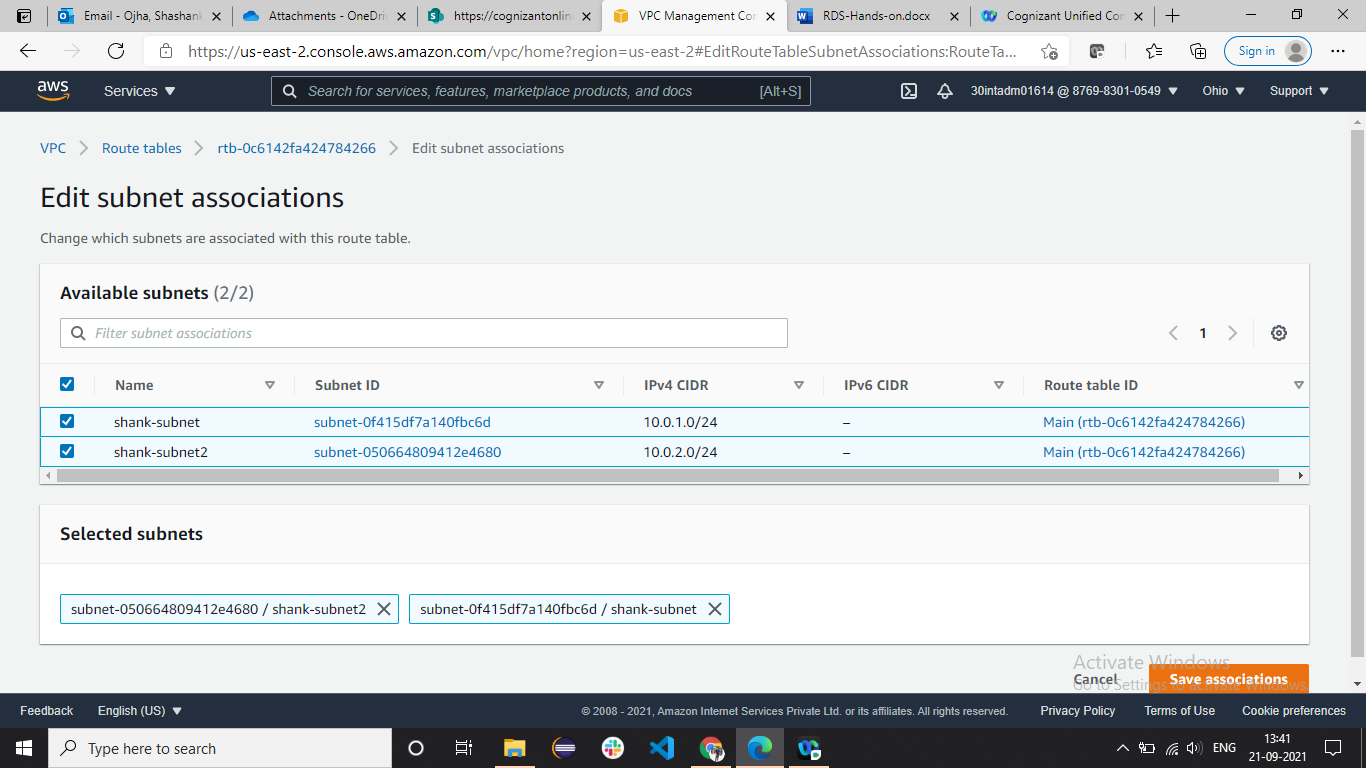 Email - Ojha, Shashank
Attachments - OneDri
https://cognizantonlin
VPC Management Con
RDS-Hands-on.docx
Cognizant Unified Con
https://us-east-2.console.aws.amazon.com/vpc/home?region=us-east-2#EditRouteTableSubnetAssociations:RouteTa...
Sign in
aws
Services
Search for services, features, marketplace products, and docs
[Alt+S]
30intadm01614 @ 8769-8301-0549
Ohio
Support
VPC
Route tables
rtb-0c6142fa424784266
Edit subnet associations
Edit subnet associations
Change which subnets are associated with this route table.
Available subnets (2/2)
Filter subnet associations
1
Name Subnet ID IPv4 CIDR IPv6 CIDR Route table ID
shank-subnet subnet-0f415df7a140fbc6d 10.0.1.0/24 – Main (rtb-0c6142fa424784266)
shank-subnet2 subnet-050664809412e4680 10.0.2.0/24 – Main (rtb-0c6142fa424784266)
Selected subnets
subnet-050664809412e4680 / shank-subnet2
subnet-0f415df7a140fbc6d / shank-subnet
Activate Windows
Go to Settings to activate Windows.
Cancel
Save associations
Feedback
English (US)
© 2008 - 2021, Amazon Internet Services Private Ltd. or its affiliates. All rights reserved.
Privacy Policy
Terms of Use
Cookie preferences
Type here to search
ENG
13:41
21-09-2021